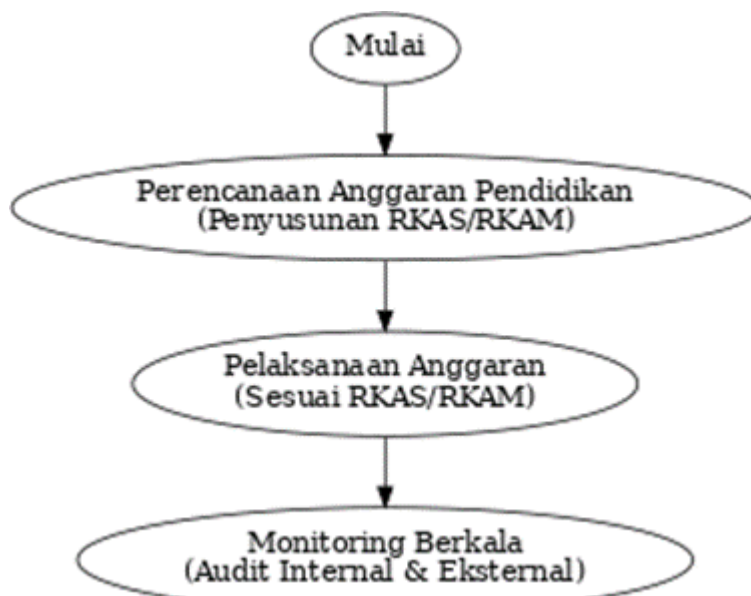 Mulai
Perencanaan Anggaran Pendidikan
(Penyusunan RKAS/RKAM)
Pelaksanaan Anggaran
(Sesuai RKAS/RKAM)
Monitoring Berkala
(Audit Internal & Eksternal)